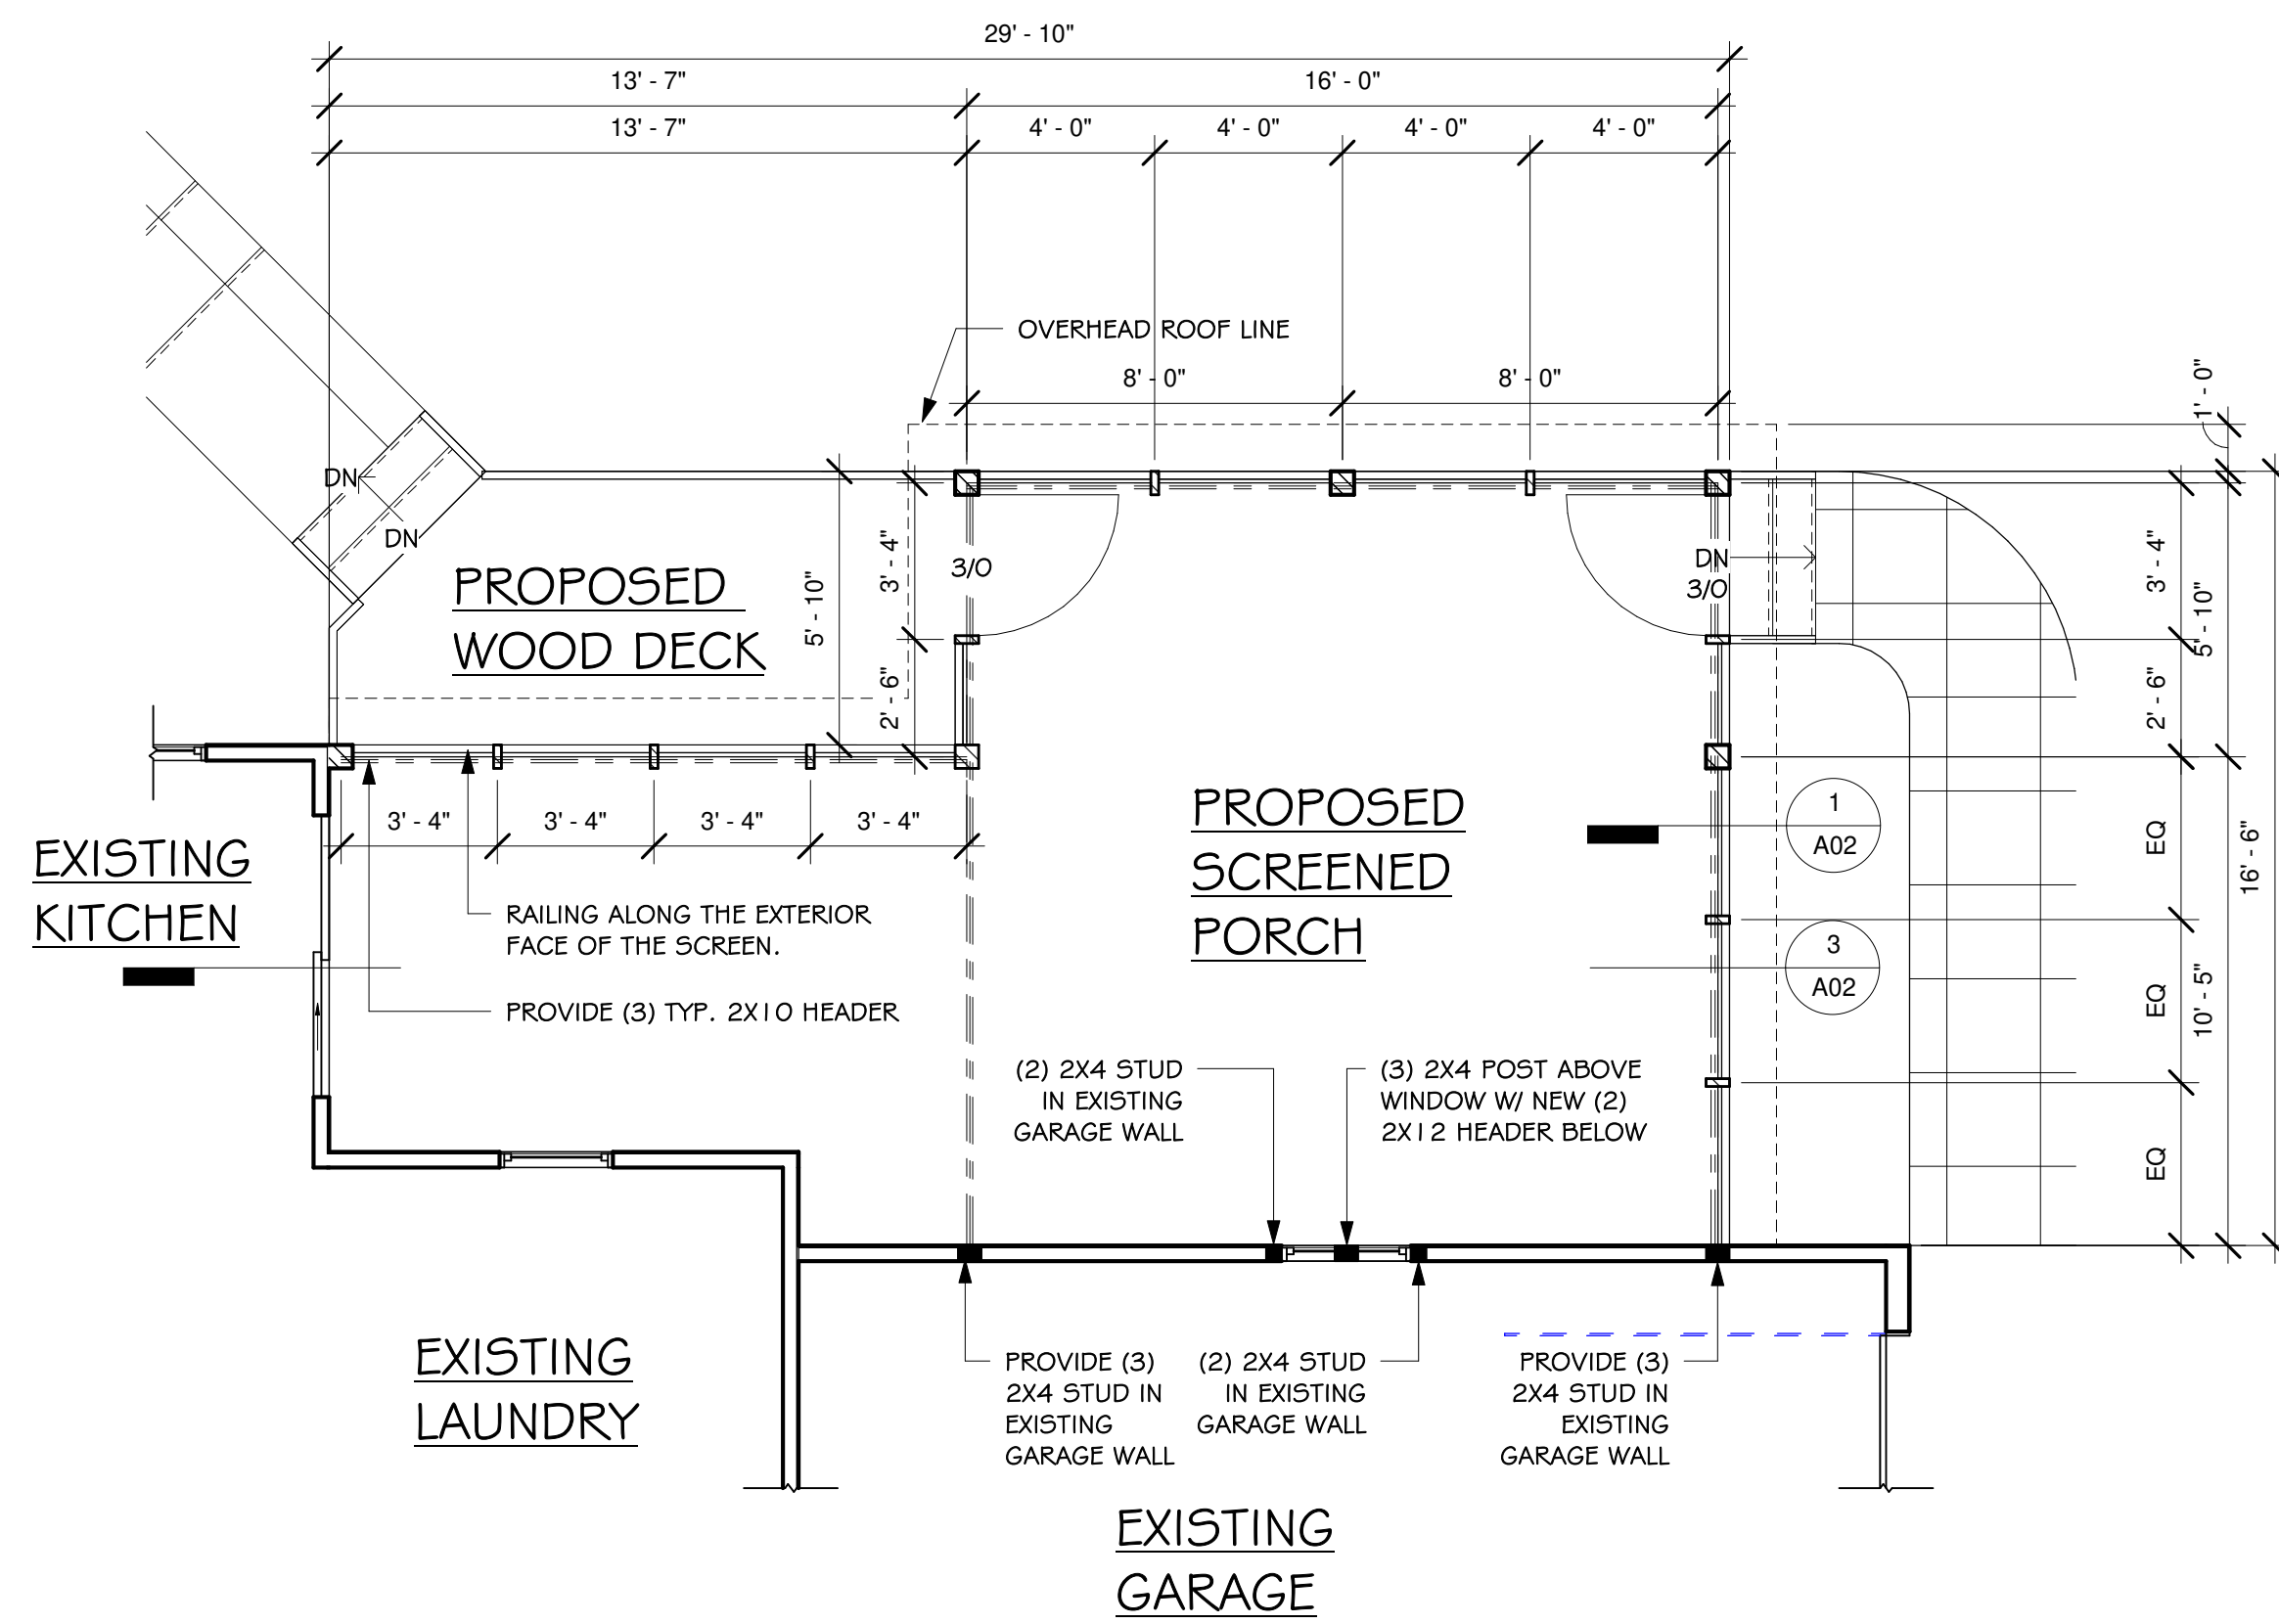 29' - 10"
13' - 7"
16' - 0"
13' - 7"
4' - 0"
4' - 0"
4' - 0"
4' - 0"
OVERHEAD ROOF LINE
8' - 0"
8' - 0"
1' - 0"
DN
DN
3/0
DN
3/0
3' - 4"
5' - 10"
2' - 6"
3' - 4"
5' - 10"
2' - 6"
PROPOSED
WOOD DECK
3' - 4"
3' - 4"
3' - 4"
3' - 4"
PROPOSED
SCREENED
PORCH
1
A02
3
A02
EQ
EQ
EQ
10' - 5"
16' - 6"
EXISTING
KITCHEN
RAILING ALONG THE EXTERIOR
FACE OF THE SCREEN.
PROVIDE (3) TYP. 2X10 HEADER
(2) 2X4 STUD
IN EXISTING
GARAGE WALL
(3) 2X4 POST ABOVE
WINDOW W/ NEW (2)
2X12 HEADER BELOW
EXISTING
LAUNDRY
PROVIDE (3)
2X4 STUD IN
EXISTING
GARAGE WALL
(2) 2X4 STUD
IN EXISTING
GARAGE WALL
PROVIDE (3)
2X4 STUD IN
EXISTING
GARAGE WALL
EXISTING
GARAGE